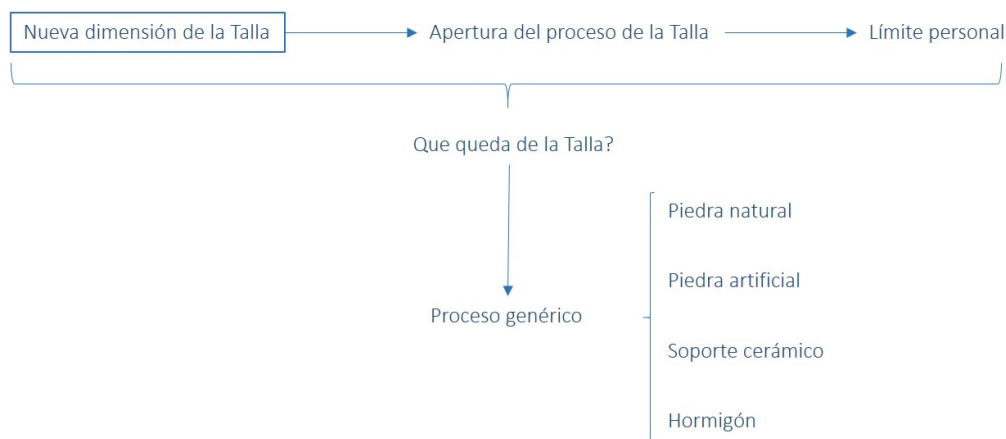 Nueva dimensión de la Talla
Apertura del proceso de la Talla
Límite personal
Que queda de la Talla?
Proceso genérico
Piedra natural
Piedra artificial
Soporte cerámico
Hormigón